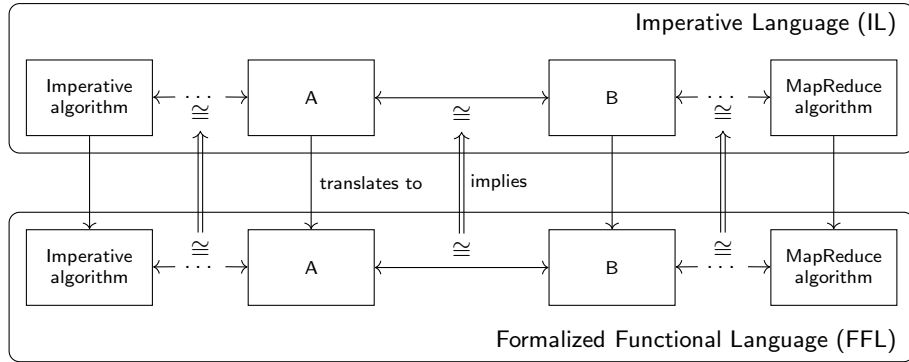 Imperative Language (IL)
Imperative
algorithm
A
B
MapReduce
algorithm
... ...
≅ ≅ ≅
translates to
implies
≅ ≅ ≅
... ...
Imperative
algorithm
A
B
MapReduce
algorithm
Formalized Functional Language (FFL)